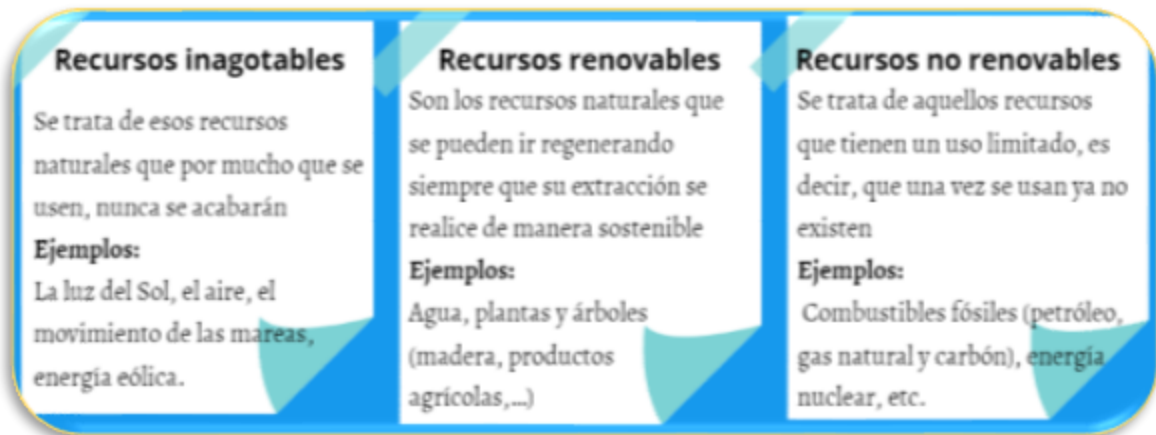 Recursos inagotables
Se trata de esos recursos
naturales que por mucho que se
usen, nunca se acabarán
Ejemplos:
La luz del Sol, el aire, el
movimiento de las mareas,
energía eólica.
Recursos renovables
Son los recursos naturales que
se pueden ir regenerando
siempre que su extracción se
realice de manera sostenible
Ejemplos:
Agua, plantas y árboles
(madera, productos
agrícolas,...)
Recursos no renovables
Se trata de aquellos recursos
que tienen un uso limitado, es
decir, que una vez se usan ya no
existen
Ejemplos:
Combustibles fósiles (petróleo,
gas natural y carbón), energía
nuclear, etc.